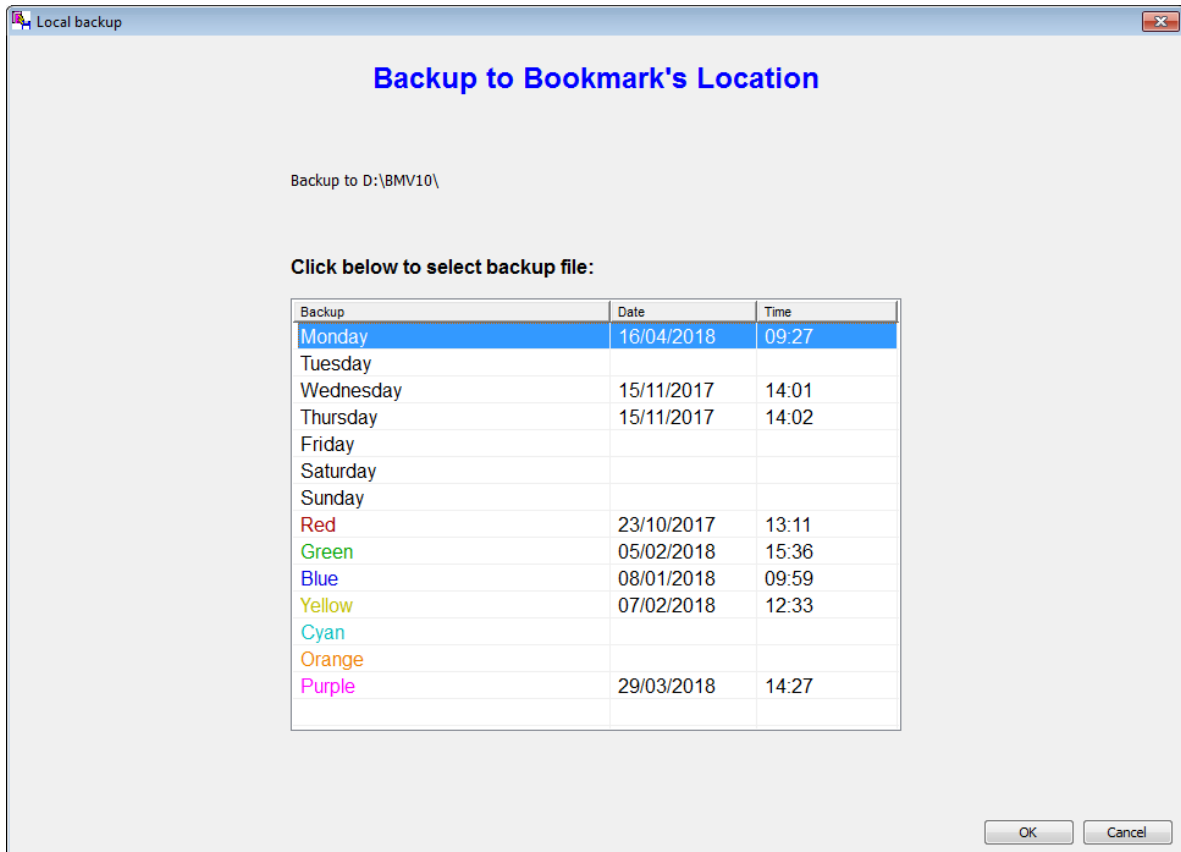 Local backup
Backup to Bookmark's Location
Backup to D:\BMV10\
Click below to select backup file:
Backup Date Time
Monday 16/04/2018 09:27
Tuesday
Wednesday 15/11/2017 14:01
Thursday 15/11/2017 14:02
Friday
Saturday
Sunday
Red 23/10/2017 13:11
Green 05/02/2018 15:36
Blue 08/01/2018 09:59
Yellow 07/02/2018 12:33
Cyan
Orange
Purple 29/03/2018 14:27
OK Cancel